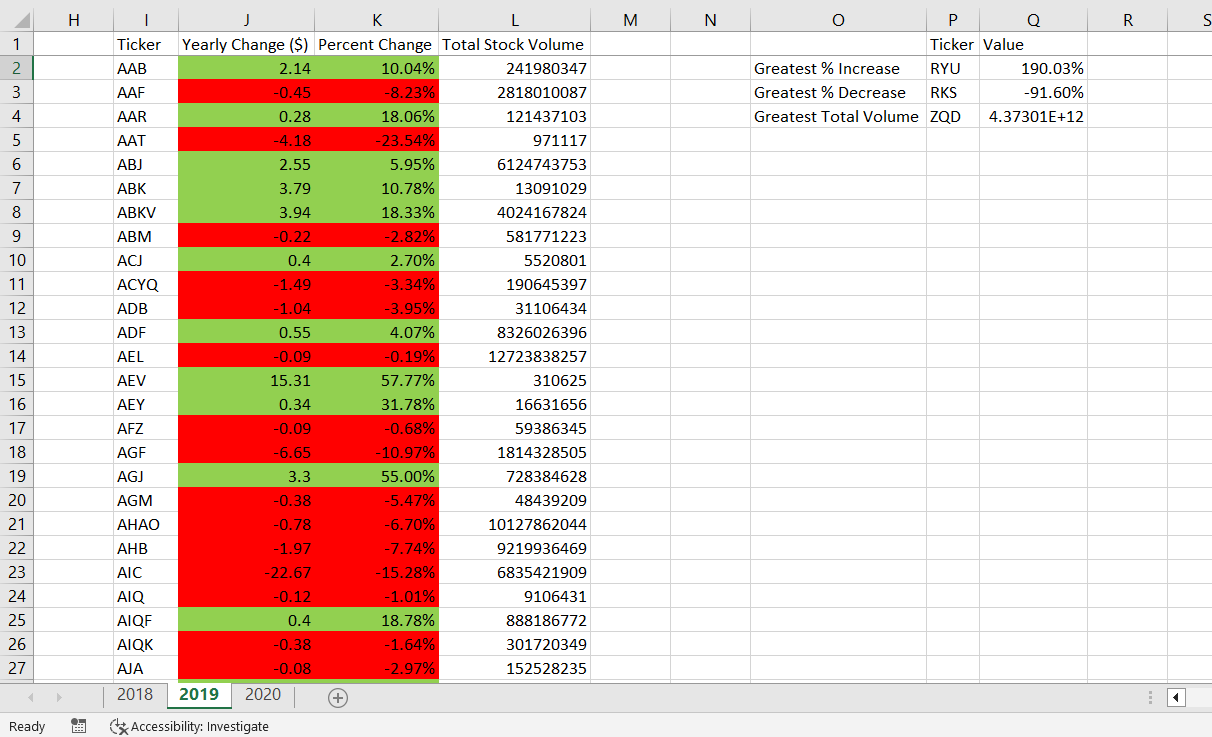 H I J K L M N O P Q R S
1 Ticker Yearly Change ($) Percent Change Total Stock Volume Ticker Value
2 AAB 2.14 10.04% 241980347 Greatest % Increase RYU 190.03%
3 AAF -0.45 -8.23% 2818010087 Greatest % Decrease RKS -91.60%
4 AAR 0.28 18.06% 121437103 Greatest Total Volume ZQD 4.37301E+12
5 AAT -4.18 -23.54% 971117
6 ABJ 2.55 5.95% 6124743753
7 ABK 3.79 10.78% 13091029
8 ABKV 3.94 18.33% 4024167824
9 ABM -0.22 -2.82% 581771223
10 ACJ 0.4 2.70% 5520801
11 ACYQ -1.49 -3.34% 190645397
12 ADB -1.04 -3.95% 31106434
13 ADF 0.55 4.07% 8326026396
14 AEL -0.09 -0.19% 12723838257
15 AEV 15.31 57.77% 310625
16 AEY 0.34 31.78% 16631656
17 AFZ -0.09 -0.68% 59386345
18 AGF -6.65 -10.97% 1814328505
19 AGJ 3.3 55.00% 728384628
20 AGM -0.38 -5.47% 48439209
21 AHAO -0.78 -6.70% 10127862044
22 AHB -1.97 -7.74% 9219936469
23 AIC -22.67 -15.28% 6835421909
24 AIQ -0.12 -1.01% 9106431
25 AIQF 0.4 18.78% 888186772
26 AIQK -0.38 -1.64% 301720349
27 AJA -0.08 -2.97% 152528235
2018 2019 2020
Ready Accessibility: Investigate